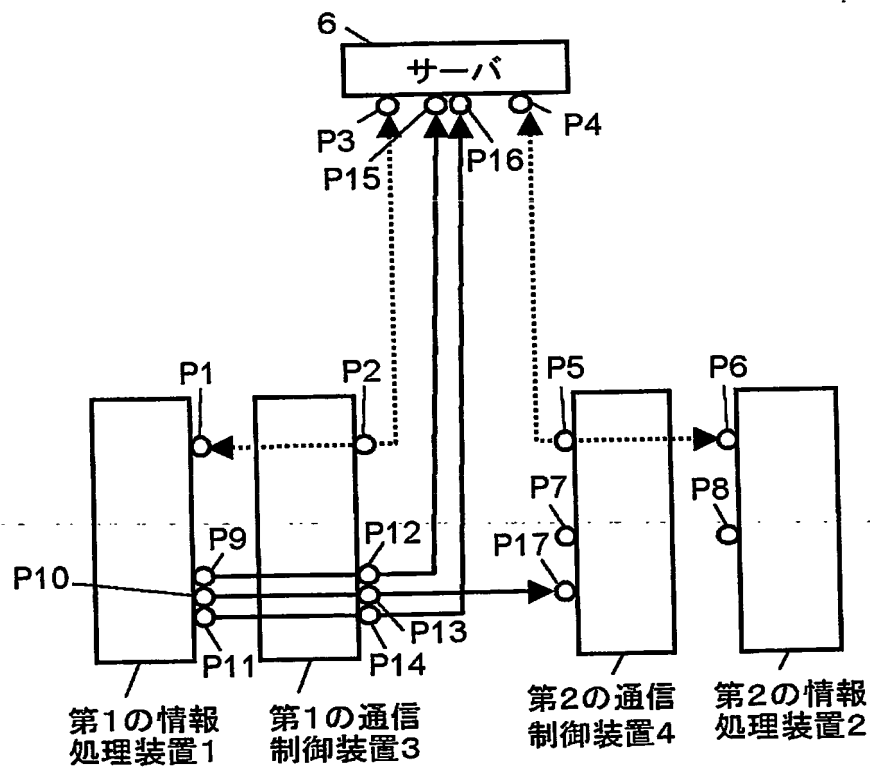 6
サーバ
P3
P15
P16
P4
P1
P2
P5
P6
P7
P8
P9
P12
P17
P10
P13
P11
P14
第1の情報
処理装置1
第1の通信
制御装置3
第2の通信
制御装置4
第2の情報
処理装置2